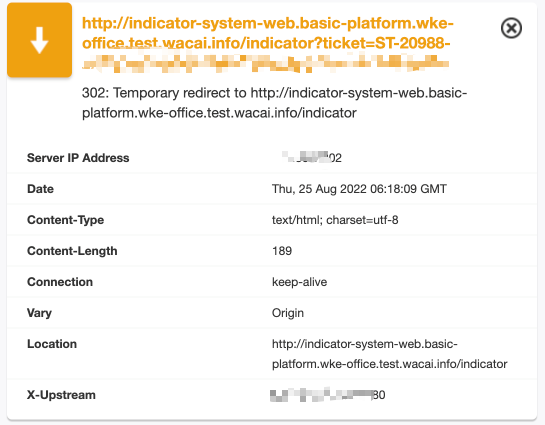 http://indicator-system-web.basic-platform.wke-
office.test.wacai.info/indicator?ticket=ST-20988-
302: Temporary redirect to http://indicator-system-web.basic-
platform.wke-office.test.wacai.info/indicator
Server IP Address 02
Date Thu, 25 Aug 2022 06:18:09 GMT
Content-Type text/html; charset=utf-8
Content-Length 189
Connection keep-alive
Vary Origin
Location http://indicator-system-web.basic-
platform.wke-office.test.wacai.info/indicator
X-Upstream 80